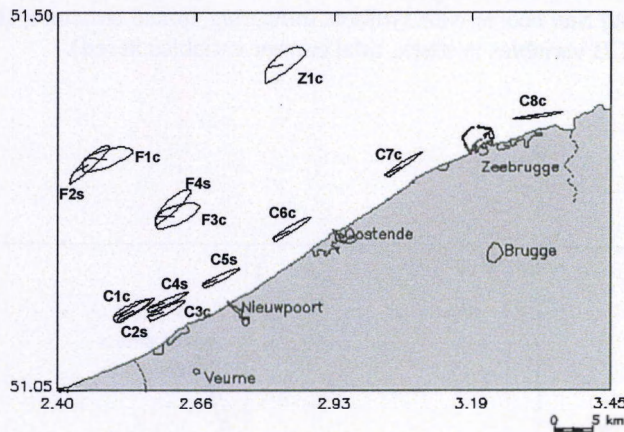 51.50
Z1c
C8c
F1c
F2s
C7c
Zeebrugge
F4s
F3c
C6c
Oostende
Brugge
C5s
C1c
C4s
C2s
C3c
Nieuwpoort
Veurne
51.05
2.40
2.66
2.93
3.19
3.45
0
5 km